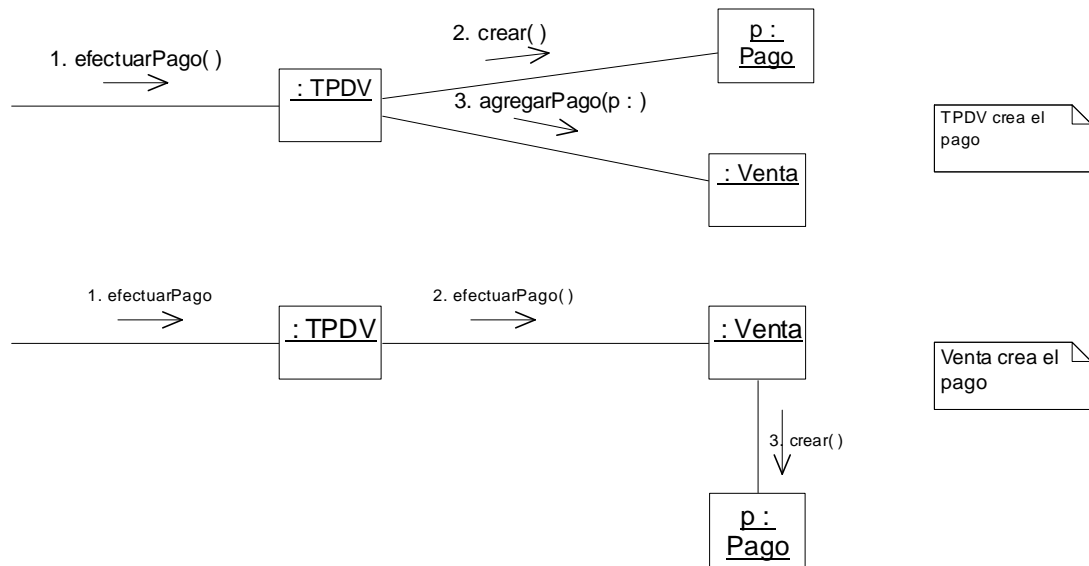 1. efectuarPago( )
: TPDV
2. crear( )
p :
Pago
3. agregarPago(p : )
: Venta
TPDV crea el
pago
1. efectuarPago
: TPDV
2. efectuarPago( )
: Venta
Venta crea el
pago
3. crear( )
p :
Pago